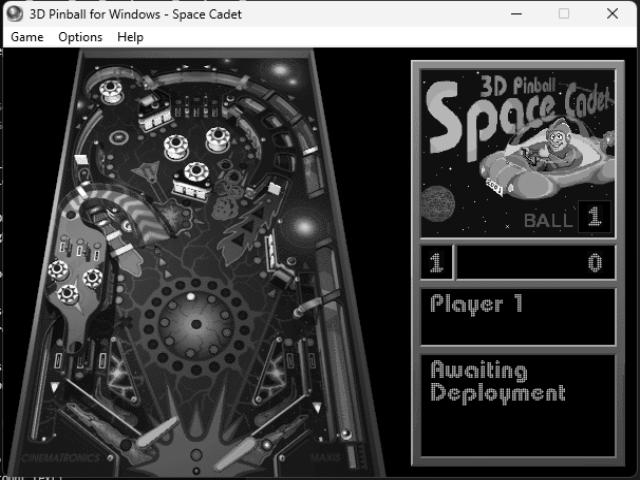 3D Pinball for Windows - Space Cadet
Game Options Help
3D Pinball
Space Cadet
BALL 1
1 0
Player 1
Awaiting
Deployment
CINEMATRONICS
MAXIS